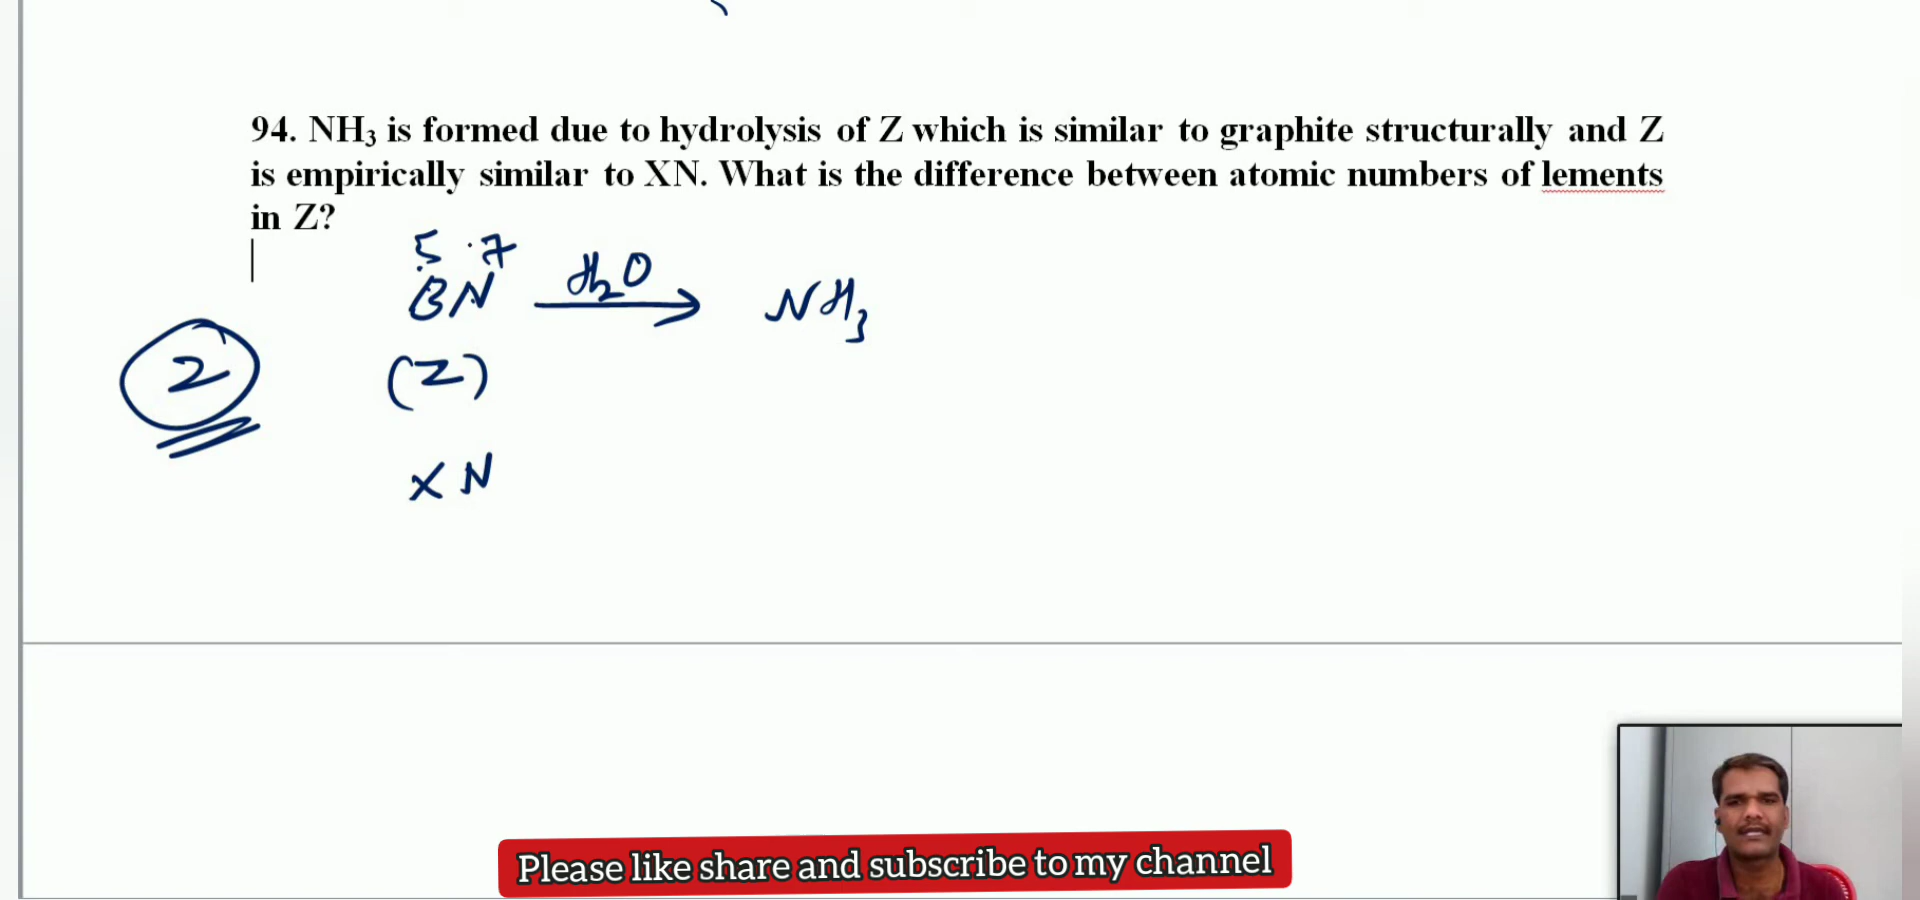 94. NH₃ is formed due to hydrolysis of Z which is similar to graphite structurally and Z
is empirically similar to XN. What is the difference between atomic numbers of lements
in Z?
5 7
BN H₂O → NH₃
2
(Z)
XN
Please like share and subscribe to my channel